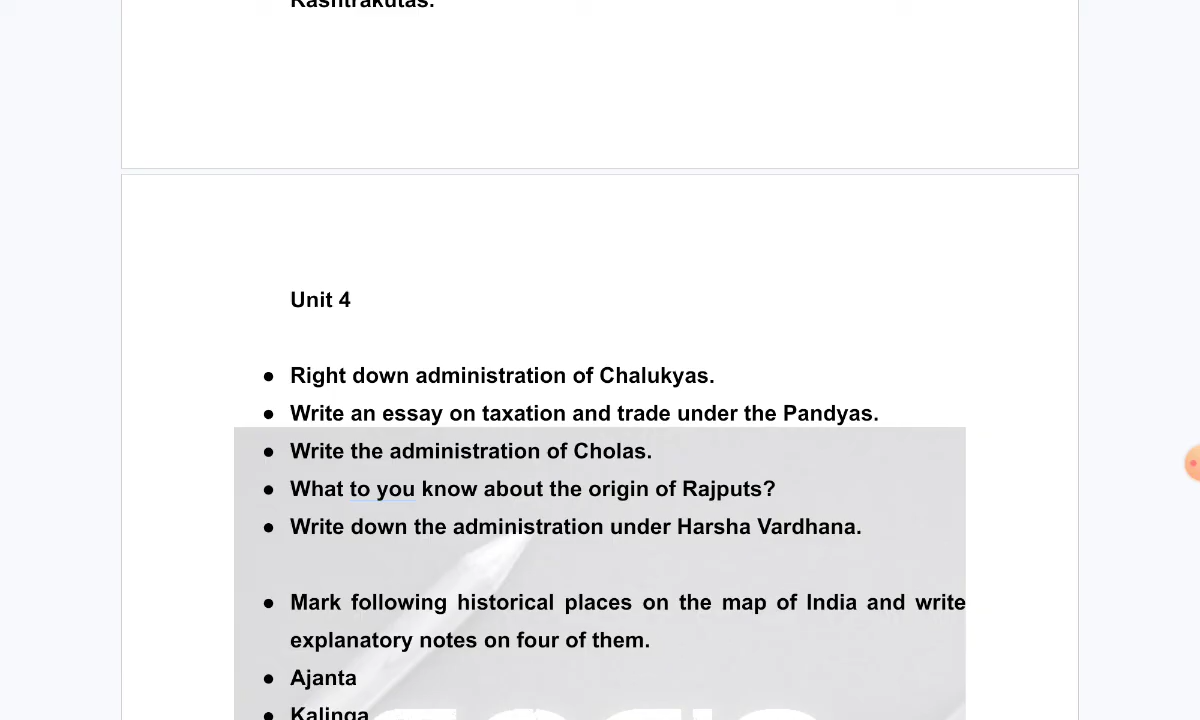 Rashtrakutas.
Unit 4
● Right down administration of Chalukyas.
● Write an essay on taxation and trade under the Pandyas.
● Write the administration of Cholas.
● What to you know about the origin of Rajputs?
● Write down the administration under Harsha Vardhana.
● Mark following historical places on the map of India and write
explanatory notes on four of them.
● Ajanta
● Kalinga